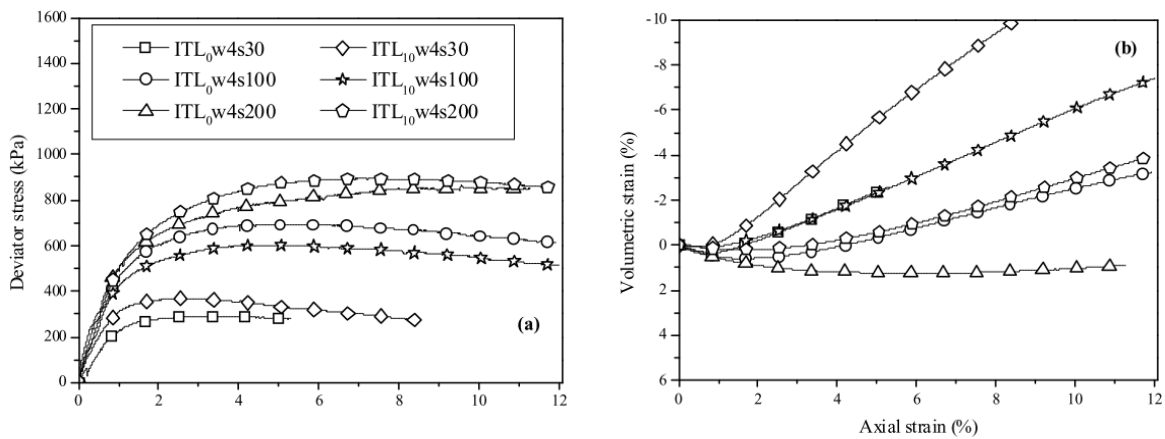 1600
1400
1200
1000
800
600
400
200
0
Deviator stress (kPa)
ITL₀w4s30
ITL₁₀w4s30
ITL₀w4s100
ITL₁₀w4s100
ITL₀w4s200
ITL₁₀w4s200
(a)
0 2 4 6 8 10 12
-10
-8
-6
-4
-2
0
2
4
6
Volumetric strain (%)
(b)
0 2 4 6 8 10 12
Axial strain (%)